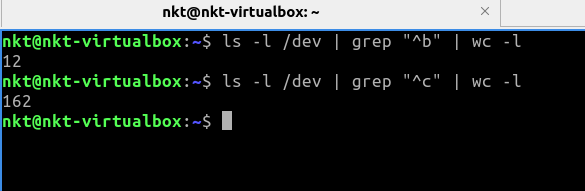 nkt@nkt-virtualbox: ~ ×
nkt@nkt-virtualbox:~$ ls -l /dev | grep "^b" | wc -l
12
nkt@nkt-virtualbox:~$ ls -l /dev | grep "^c" | wc -l
162
nkt@nkt-virtualbox:~$